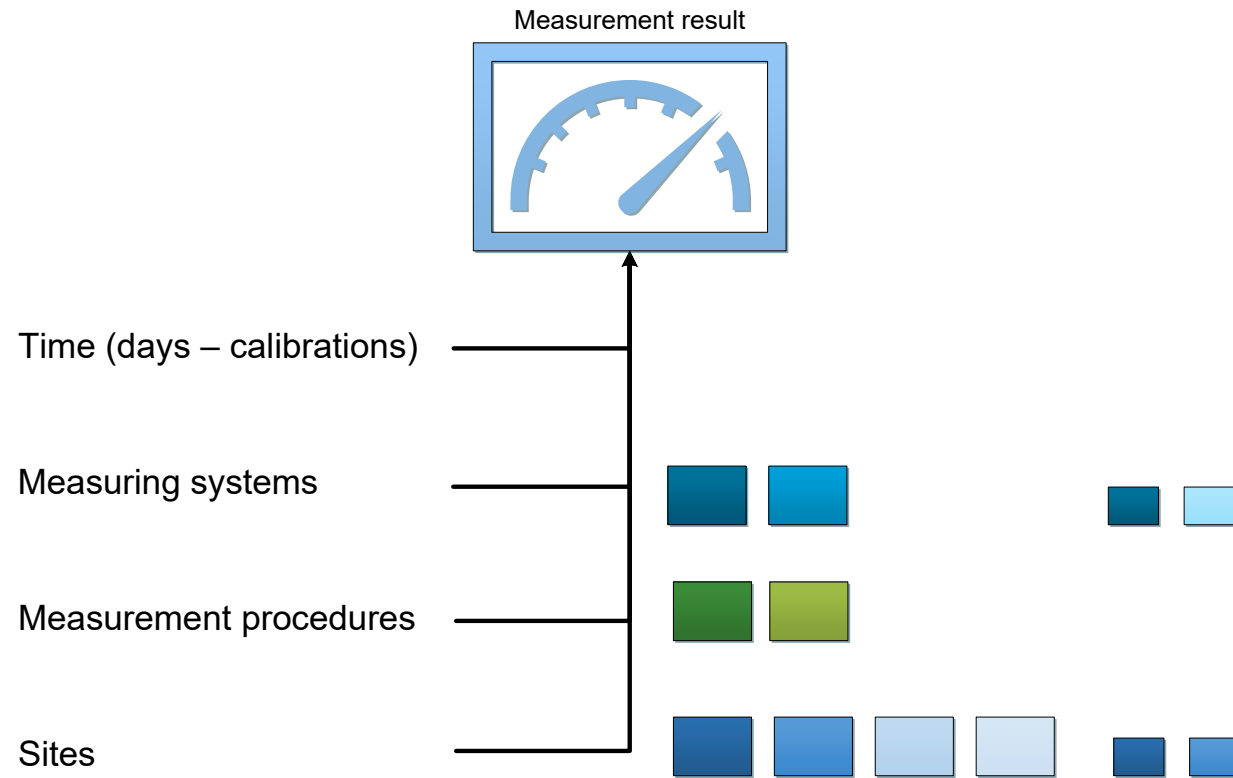 Measurement result
Time (days – calibrations)
Measuring systems
Measurement procedures
Sites